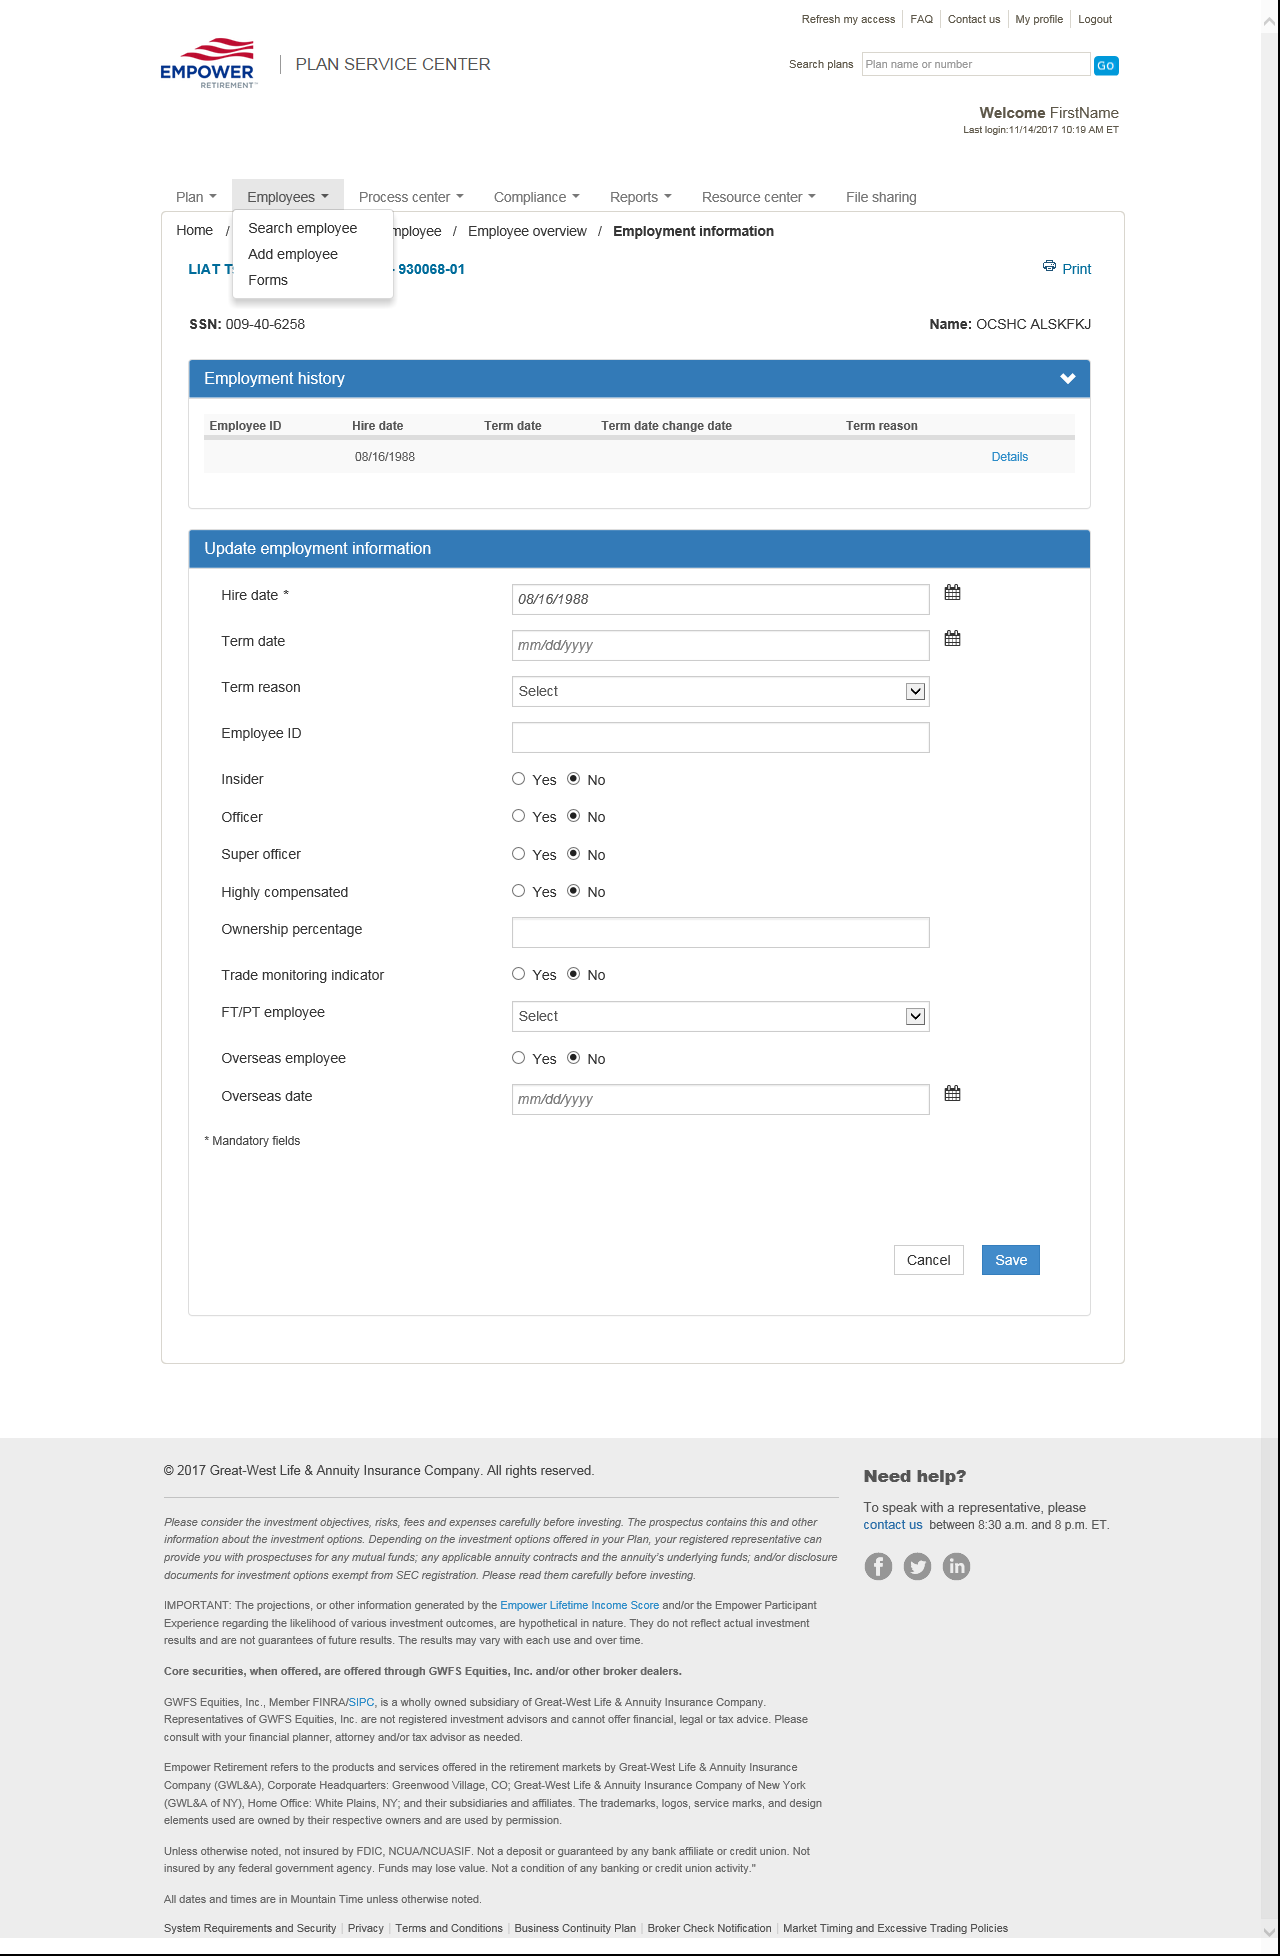 Refresh my access FAQ Contact us My profile Logout
EMPOWER
RETIREMENT
PLAN SERVICE CENTER
Search plans Plan name or number GO
Welcome FirstName
Last login:11/14/2017 10:19 AM ET
Plan Employees Process center Compliance Reports Resource center File sharing
Home / mployee / Employee overview / Employment information
Search employee
Add employee
Forms
LIAT T 930068-01 Print
SSN: 009-40-6258 Name: OCSHC ALSKFKJ
Employment history
Employee ID Hire date Term date Term date change date Term reason
08/16/1988 Details
Update employment information
Hire date * 08/16/1988
Term date mm/dd/yyyy
Term reason Select
Employee ID
Insider Yes No
Officer Yes No
Super officer Yes No
Highly compensated Yes No
Ownership percentage
Trade monitoring indicator Yes No
FT/PT employee Select
Overseas employee Yes No
Overseas date mm/dd/yyyy
* Mandatory fields
Cancel Save
© 2017 Great-West Life & Annuity Insurance Company. All rights reserved.
Please consider the investment objectives, risks, fees and expenses carefully before investing. The prospectus contains this and other
information about the investment options. Depending on the investment options offered in your Plan, your registered representative can
provide you with prospectuses for any mutual funds; any applicable annuity contracts and the annuity's underlying funds; and/or disclosure
documents for investment options exempt from SEC registration. Please read them carefully before investing.
IMPORTANT: The projections, or other information generated by the Empower Lifetime Income Score and/or the Empower Participant
Experience regarding the likelihood of various investment outcomes, are hypothetical in nature. They do not reflect actual investment
results and are not guarantees of future results. The results may vary with each use and over time.
Core securities, when offered, are offered through GWFS Equities, Inc. and/or other broker dealers.
GWFS Equities, Inc., Member FINRA/SIPC, is a wholly owned subsidiary of Great-West Life & Annuity Insurance Company.
Representatives of GWFS Equities, Inc. are not registered investment advisors and cannot offer financial, legal or tax advice. Please
consult with your financial planner, attorney and/or tax advisor as needed.
Empower Retirement refers to the products and services offered in the retirement markets by Great-West Life & Annuity Insurance
Company (GWL&A), Corporate Headquarters: Greenwood Village, CO; Great-West Life & Annuity Insurance Company of New York
(GWL&A of NY), Home Office: White Plains, NY; and their subsidiaries and affiliates. The trademarks, logos, service marks, and design
elements used are owned by their respective owners and are used by permission.
Unless otherwise noted, not insured by FDIC, NCUA/NCUASIF. Not a deposit or guaranteed by any bank affiliate or credit union. Not
insured by any federal government agency. Funds may lose value. Not a condition of any banking or credit union activity."
All dates and times are in Mountain Time unless otherwise noted.
System Requirements and Security | Privacy | Terms and Conditions | Business Continuity Plan | Broker Check Notification | Market Timing and Excessive Trading Policies
Need help?
To speak with a representative, please
contact us between 8:30 a.m. and 8 p.m. ET.